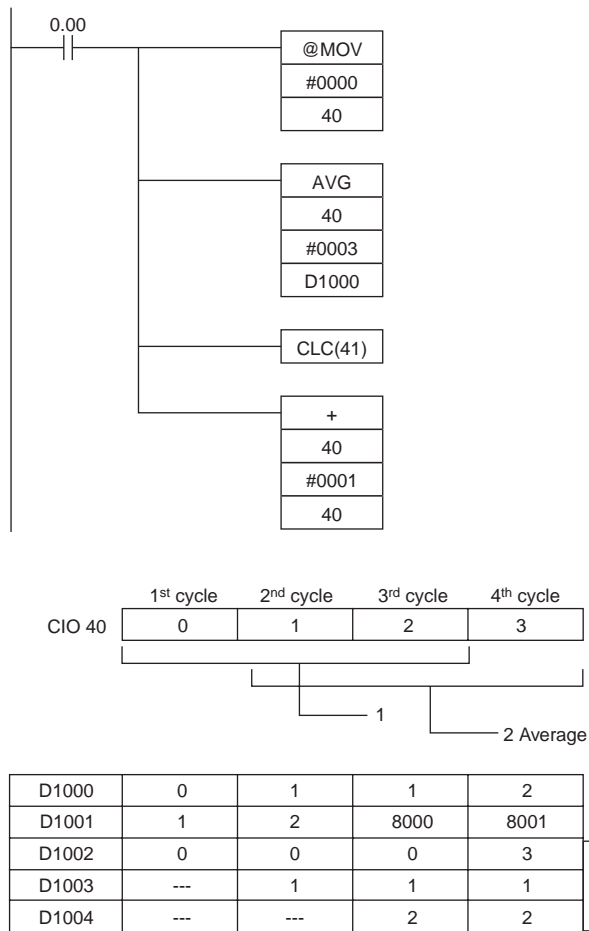 0.00
@MOV
#0000
40
AVG
40
#0003
D1000
CLC(41)
+
40
#0001
40
1st cycle 2nd cycle 3rd cycle 4th cycle
CIO 40 0 1 2 3
1
2 Average
D1000 0 1 1 2
D1001 1 2 8000 8001
D1002 0 0 0 3
D1003 --- 1 1 1
D1004 --- --- 2 2